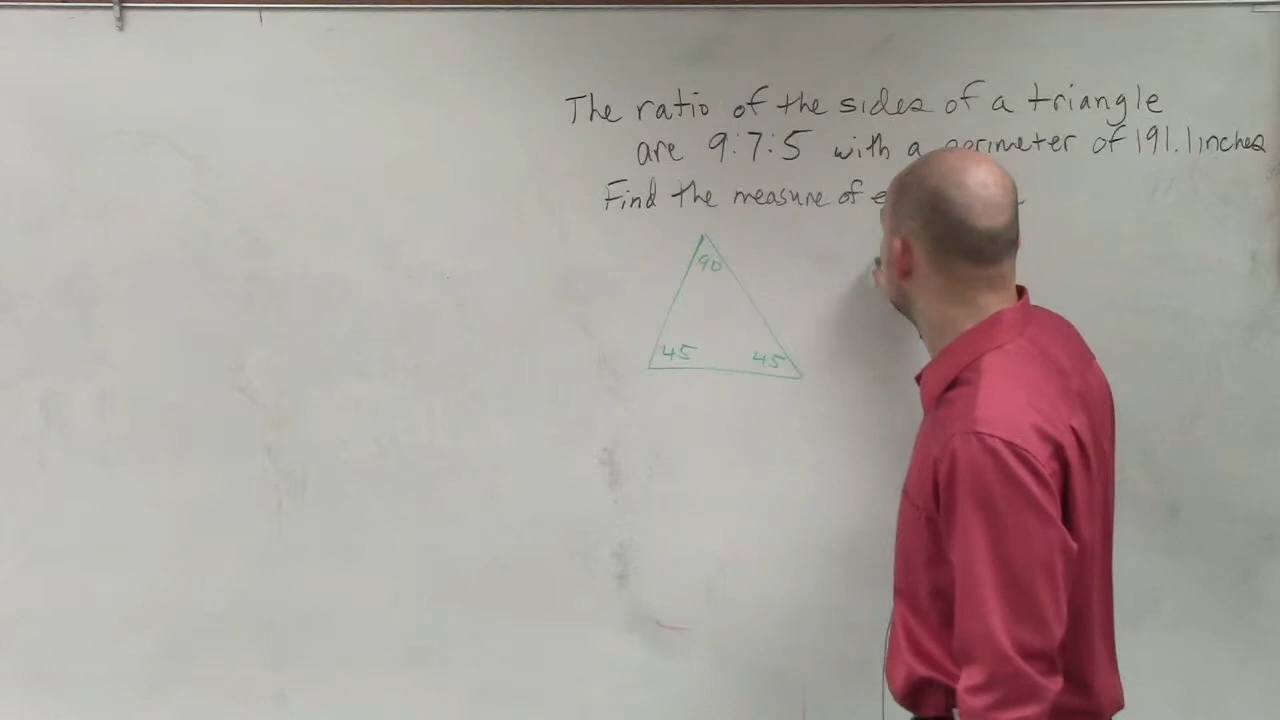 The ratio of the sides of a triangle
are 9:7:5 with a perimeter of 191.1 inches
Find the measure of
90
45 45